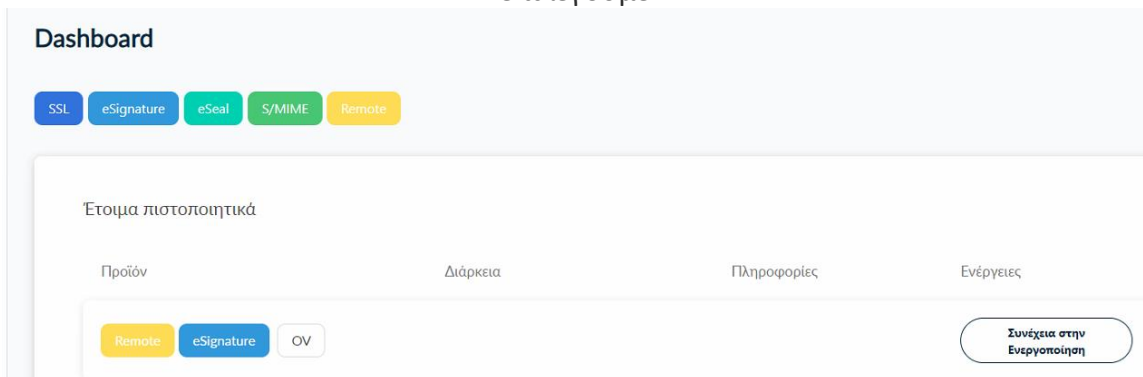 Dashboard
SSL eSignature eSeal S/MIME Remote
Έτοιμα πιστοποιητικά
Προϊόν Διάρκεια Πληροφορίες Ενέργειες
Remote eSignature OV Συνέχεια στην
Ενεργοποίηση